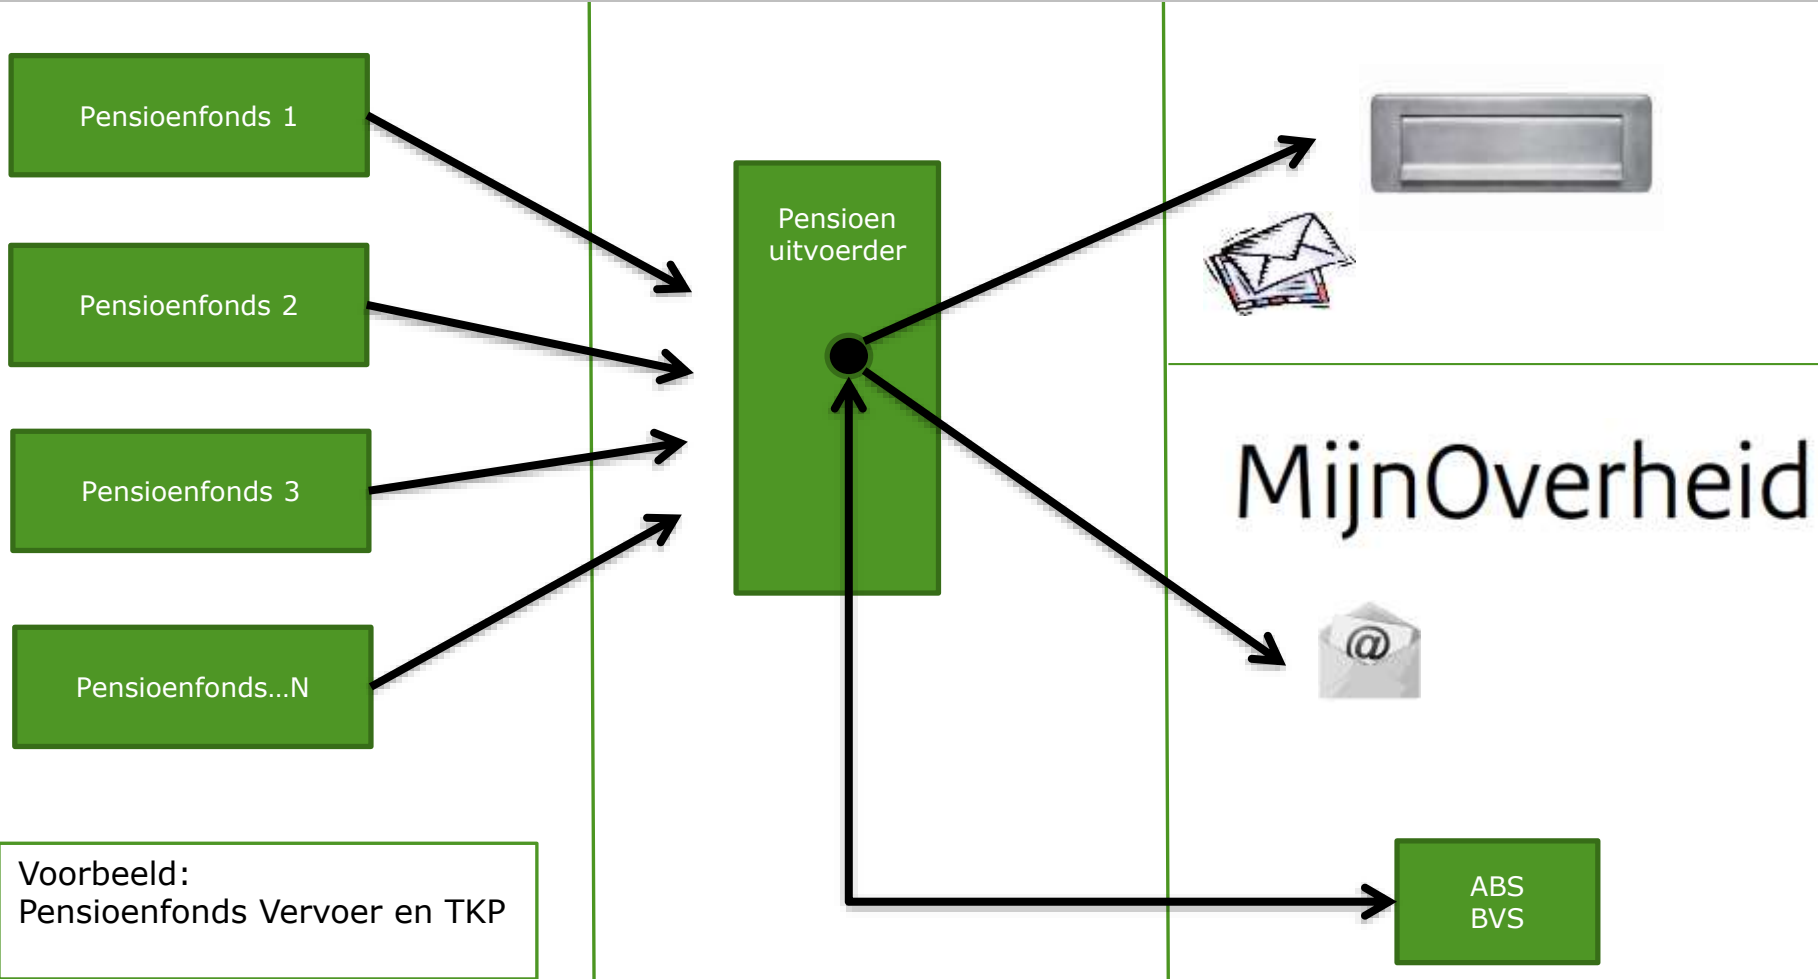 Pensioenfonds 1
Pensioenfonds 2
Pensioenfonds 3
Pensioenfonds...N
Voorbeeld:
Pensioenfonds Vervoer en TKP
Pensioen
uitvoerder
MijnOverheid
@
ABS
BVS